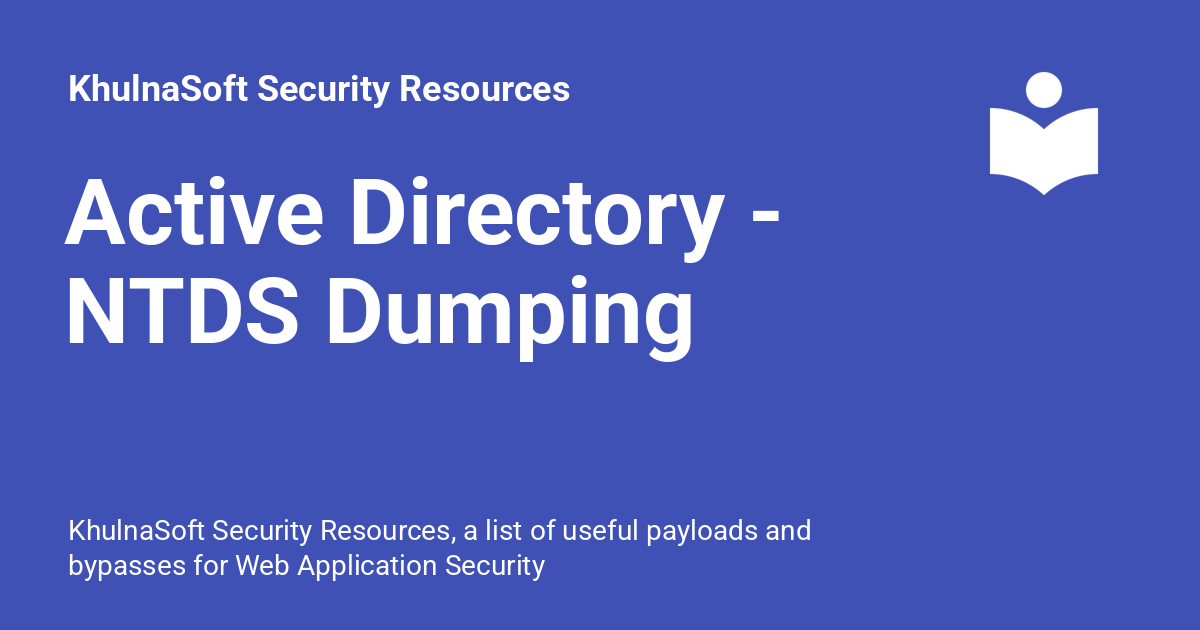 KhulnaSoft Security Resources
Active Directory -
NTDS Dumping
KhulnaSoft Security Resources, a list of useful payloads and
bypasses for Web Application Security